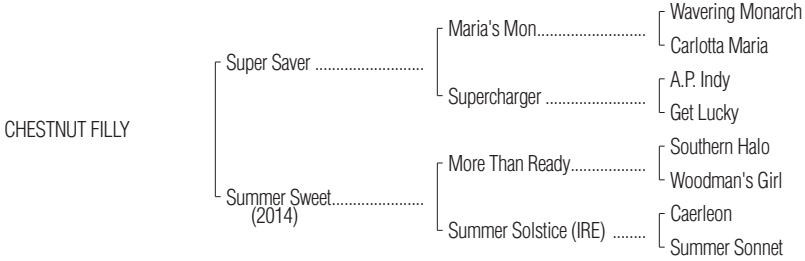 Wavering Monarch
Maria's Mon..........................
Carlotta Maria
Super Saver ..........................
A.P. Indy
Supercharger ........................
Get Lucky
CHESTNUT FILLY
Southern Halo
More Than Ready..................
Woodman's Girl
Summer Sweet......................
(2014)
Caerleon
Summer Solstice (IRE) ........
Summer Sonnet